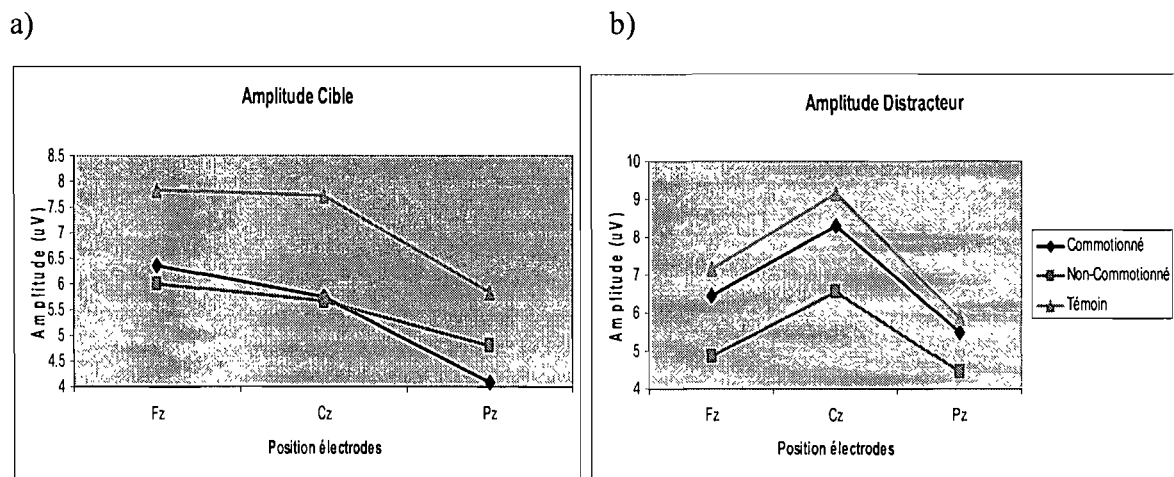 a)
Amplitude Cible
Amplitude (uV)
8.5
8
7.5
7
6.5
6
5.5
5
4.5
4
Fz Cz Pz
Position électrodes
b)
Amplitude Distracteur
Amplitude (uV)
10
9
8
7
6
5
4
Fz Cz Pz
Position électrodes
Commotionné
Non-Commotionné
Témoin